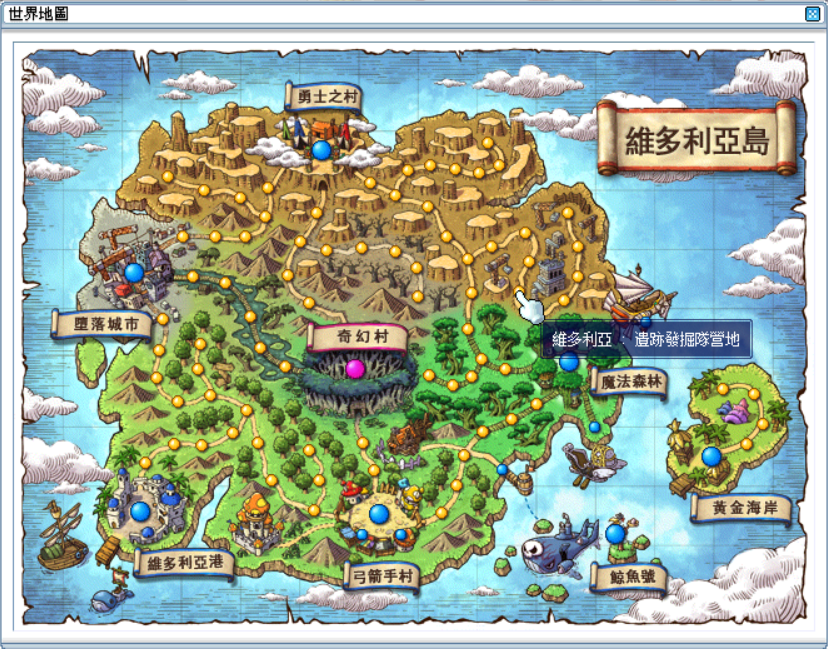 世界地圖
勇士之村
維多利亞島
墮落城市
奇幻村
維多利亞 : 遺跡發掘隊營地
魔法森林
黃金海岸
維多利亞港
弓箭手村
鯨魚號